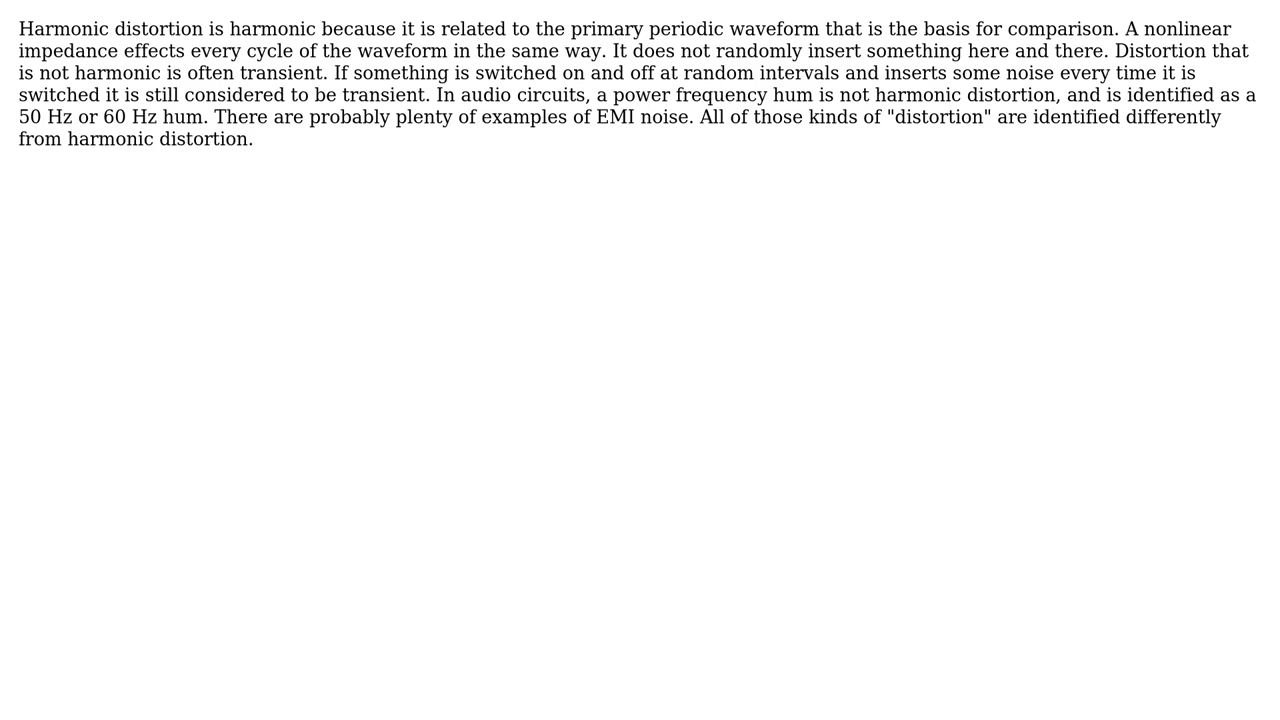 Harmonic distortion is harmonic because it is related to the primary periodic waveform that is the basis for comparison. A nonlinear
impedance effects every cycle of the waveform in the same way. It does not randomly insert something here and there. Distortion that
is not harmonic is often transient. If something is switched on and off at random intervals and inserts some noise every time it is
switched it is still considered to be transient. In audio circuits, a power frequency hum is not harmonic distortion, and is identified as a
50 Hz or 60 Hz hum. There are probably plenty of examples of EMI noise. All of those kinds of "distortion" are identified differently
from harmonic distortion.